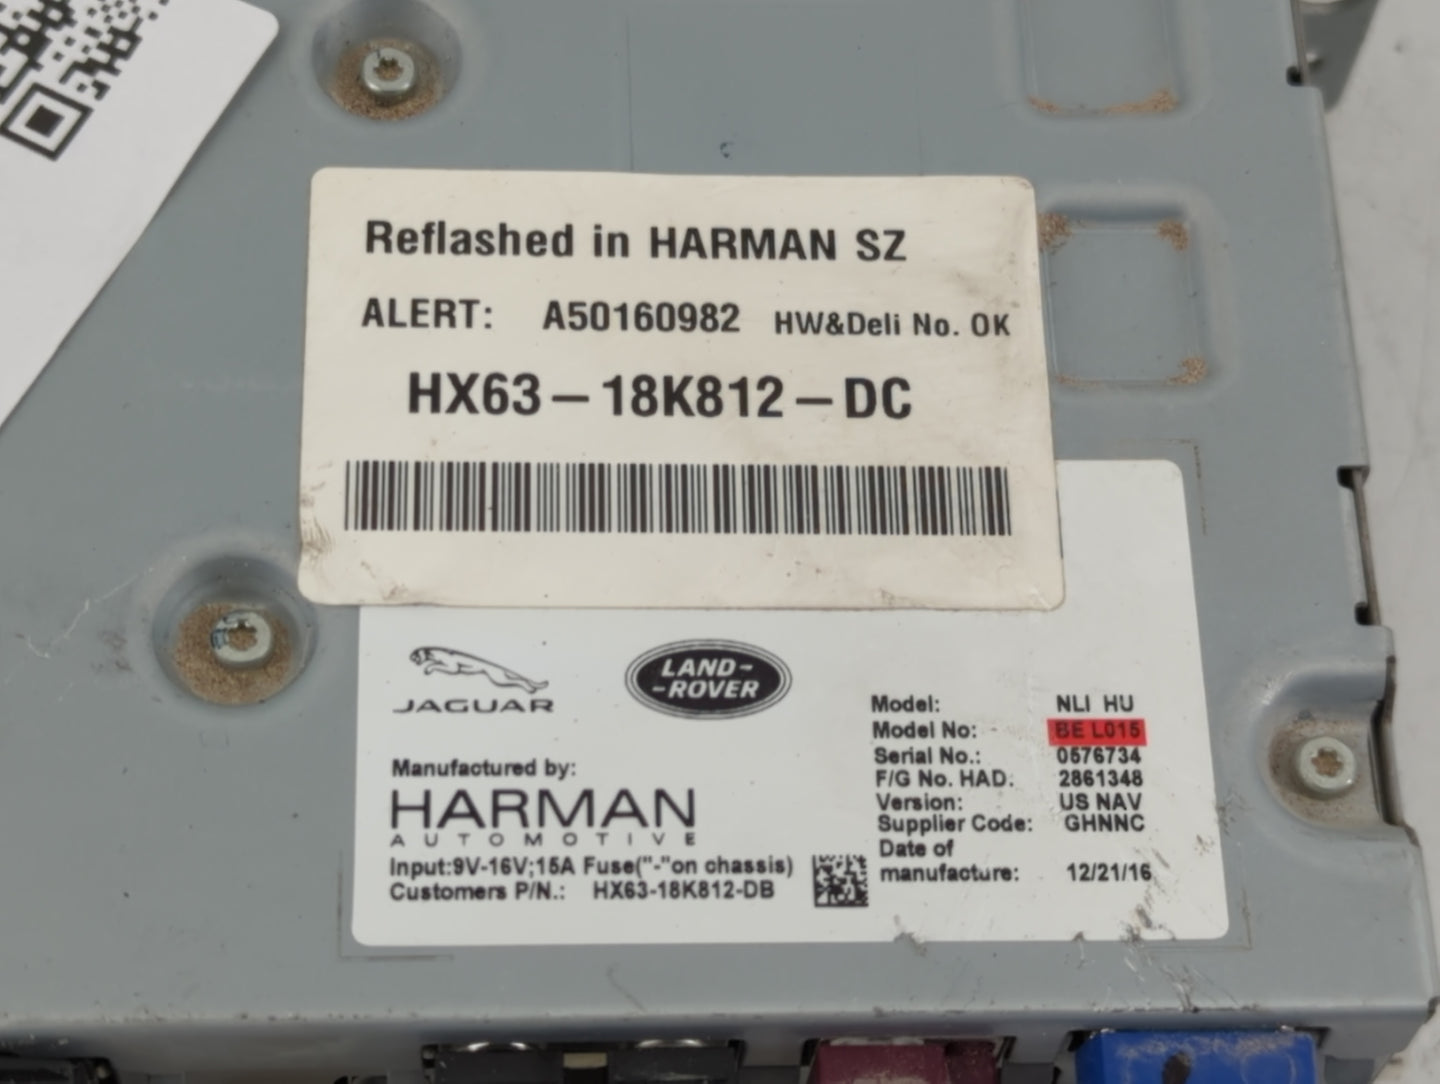 Reflashed in HARMAN SZ
ALERT: A50160982 HW&Deli No. OK
HX63-18K812-DC
JAGUAR
LAND-
-ROVER
Manufactured by:
HARMAN
AUTOMOTIVE
Input:9V-16V;15A Fuse("-"on chassis)
Customers P/N.: HX63-18K812-DB
Model: NLI HU
Model No: BE L015
Serial No.: 0576734
F/G No. HAD: 2861348
Version: US NAV
Supplier Code: GHNNC
Date of
manufacture: 12/21/16